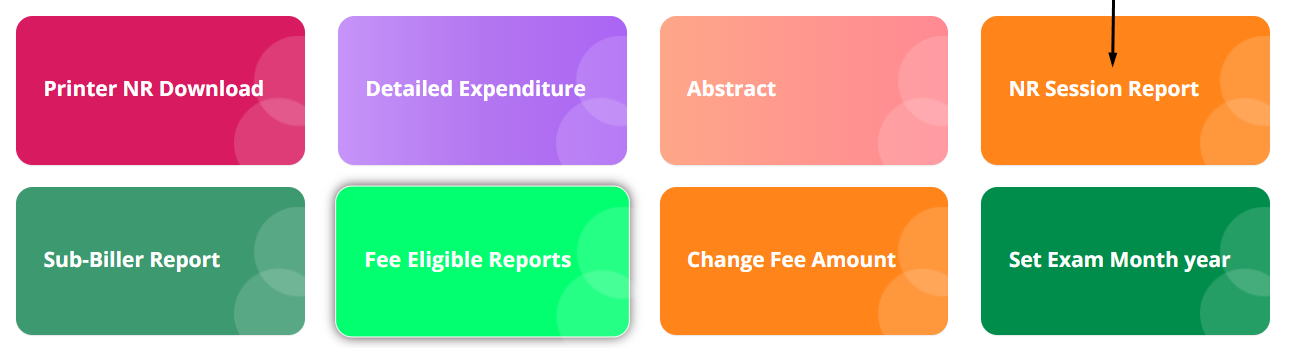 Printer NR Download
Detailed Expenditure
Abstract
NR Session Report
Sub-Biller Report
Fee Eligible Reports
Change Fee Amount
Set Exam Month year